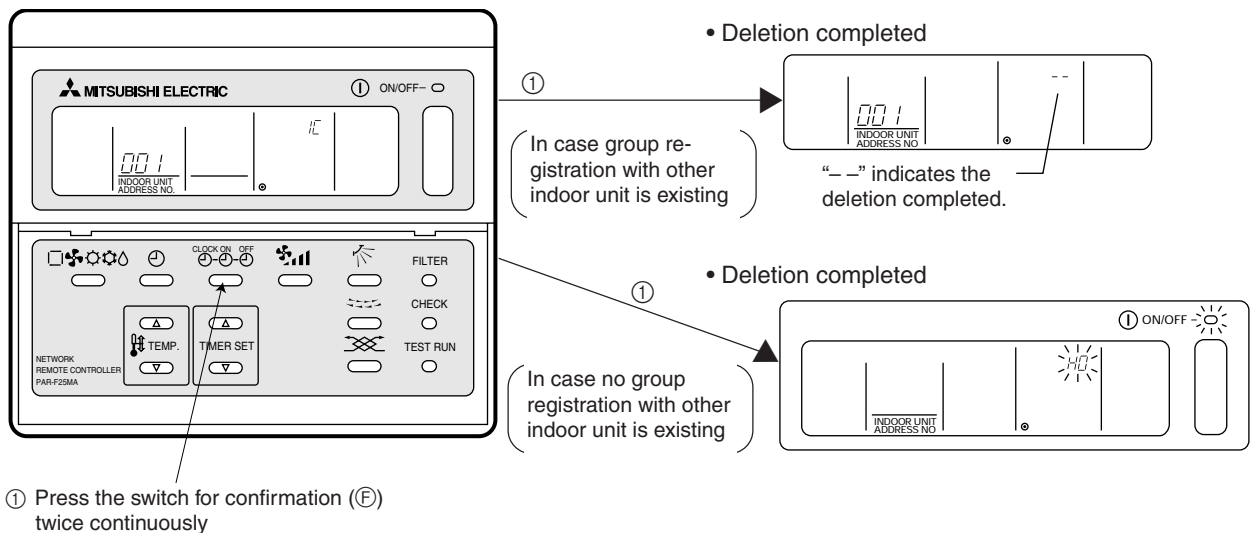 MITSUBISHI ELECTRIC
ON/OFF
1C
001
INDOOR UNIT
ADDRESS NO.
CLOCK ON OFF
FILTER
CHECK
TEMP.
TIMER SET
TEST RUN
NETWORK
REMOTE CONTROLLER
PAR-F25MA
① Press the switch for confirmation (Ⓕ)
twice continuously
①
In case group re-
gistration with other
indoor unit is existing
• Deletion completed
001
INDOOR UNIT
ADDRESS NO
- -
“– –” indicates the
deletion completed.
①
In case no group
registration with other
indoor unit is existing
• Deletion completed
ON/OFF
H0
INDOOR UNIT
ADDRESS NO